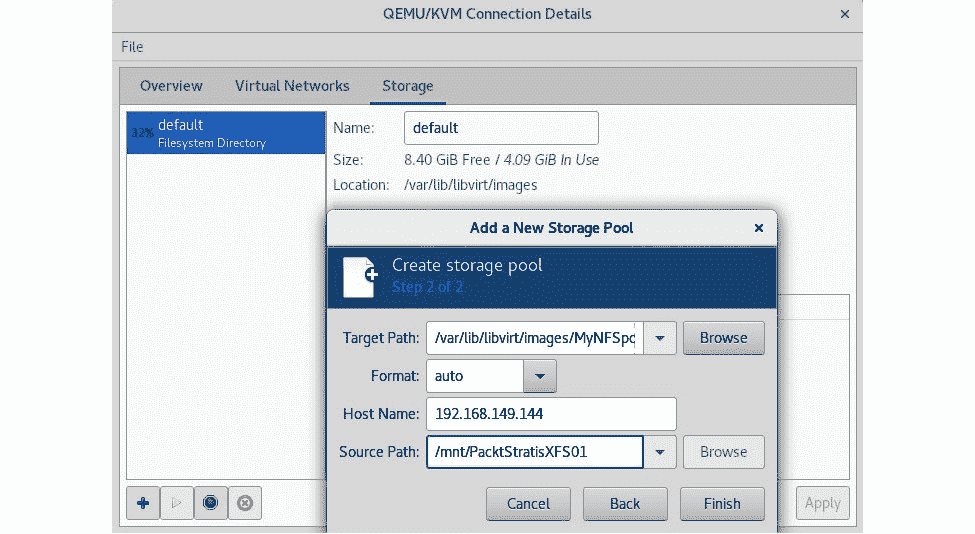 QEMU/KVM Connection Details
File
Overview Virtual Networks Storage
32% default
Filesystem Directory
Name: default
Size: 8.40 GiB Free / 4.09 GiB In Use
Location: /var/lib/libvirt/images
Add a New Storage Pool
Create storage pool
Step 2 of 2
Target Path: /var/lib/libvirt/images/MyNFSpo Browse
Format: auto
Host Name: 192.168.149.144
Source Path: /mnt/PacktStratisXFS01 Browse
Cancel Back Finish Apply